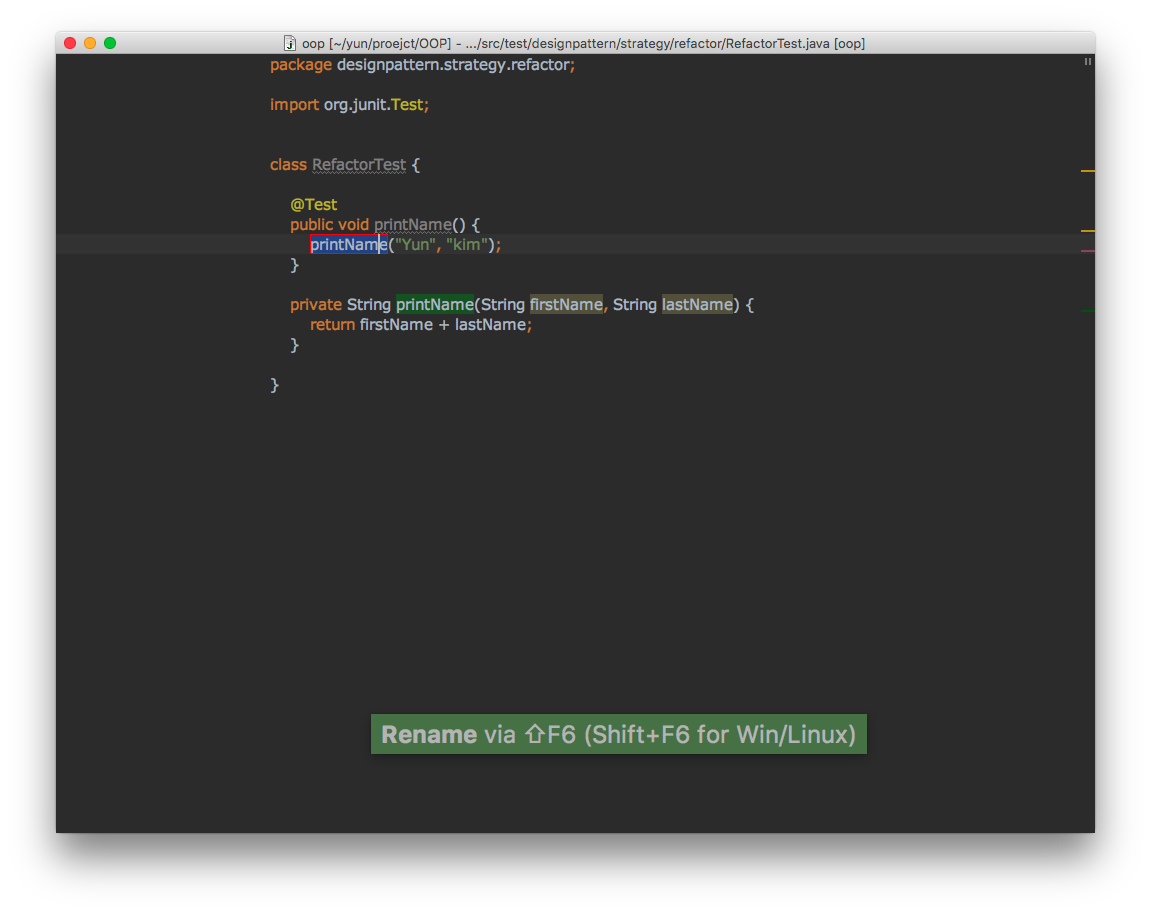 oop [~/yun/proejct/OOP] - .../src/test/designpattern/strategy/refactor/RefactorTest.java [oop]
package designpattern.strategy.refactor;
import org.junit.Test;
class RefactorTest {
@Test
public void printName() {
printName("Yun", "kim");
}
private String printName(String firstName, String lastName) {
return firstName + lastName;
}
}
Rename via ⇧F6 (Shift+F6 for Win/Linux)